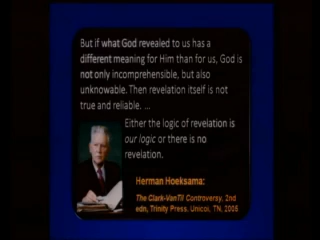 But if what God revealed to us has a
different meaning for Him than for us, God is
not only incomprehensible, but also
unknowable. Then revelation itself is not
true and reliable. ...
Either the logic of revelation is
our logic or there is no
revelation.
Herman Hoeksama:
The Clark-VanTil Controversy, 2nd
edn, Trinity Press, Unicoi, TN. 2005